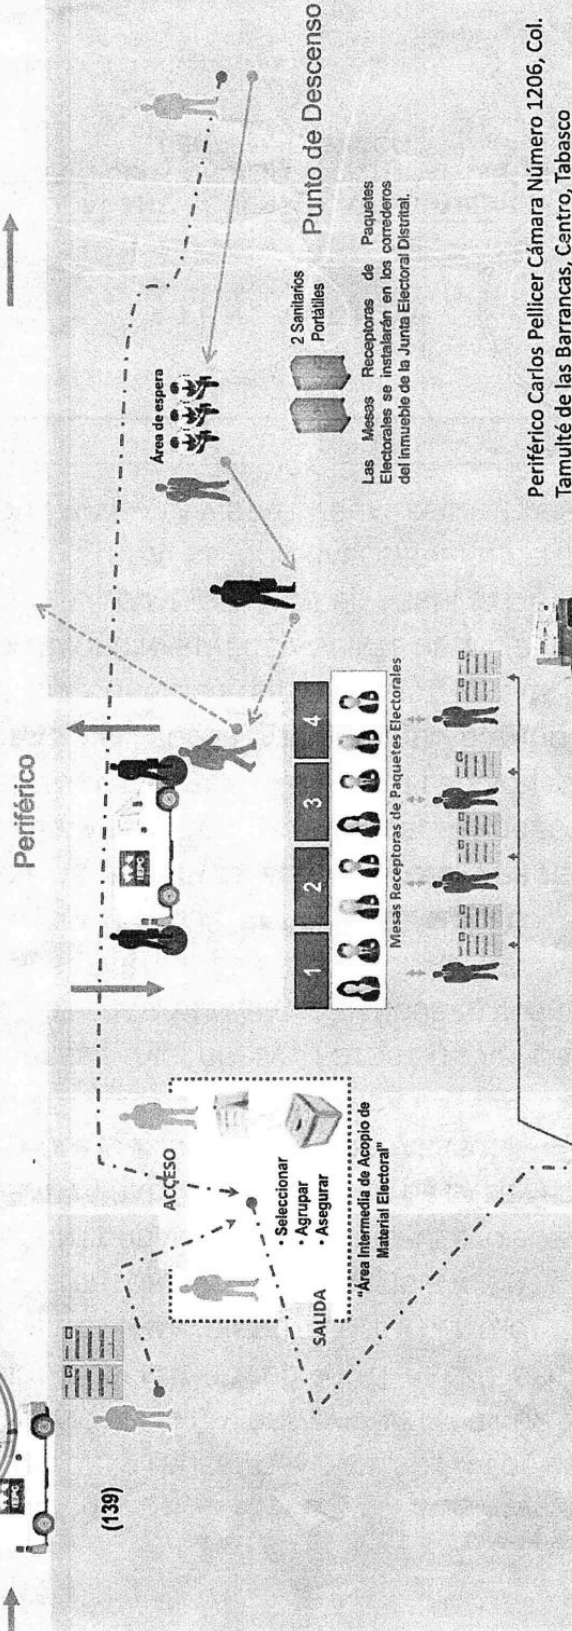 Periférico
(139)
ACCESO
• Seleccionar
• Agrupar
• Asegurar
SALIDA
"Área Intermedia de Acopio de
Material Electoral"
1
2
3
4
Mesas Receptoras de Paquetes Electorales
Área de espera
2 Sanitarios
Portátiles
Punto de Descenso
Las Mesas Receptoras de Paquetes
Electorales se instalarán en los corredores
del inmueble de la Junta Electoral Distrital.
Periférico Carlos Pellicer Cámara Número 1206, Col.
Tamulté de las Barrancas, Centro, Tabasco